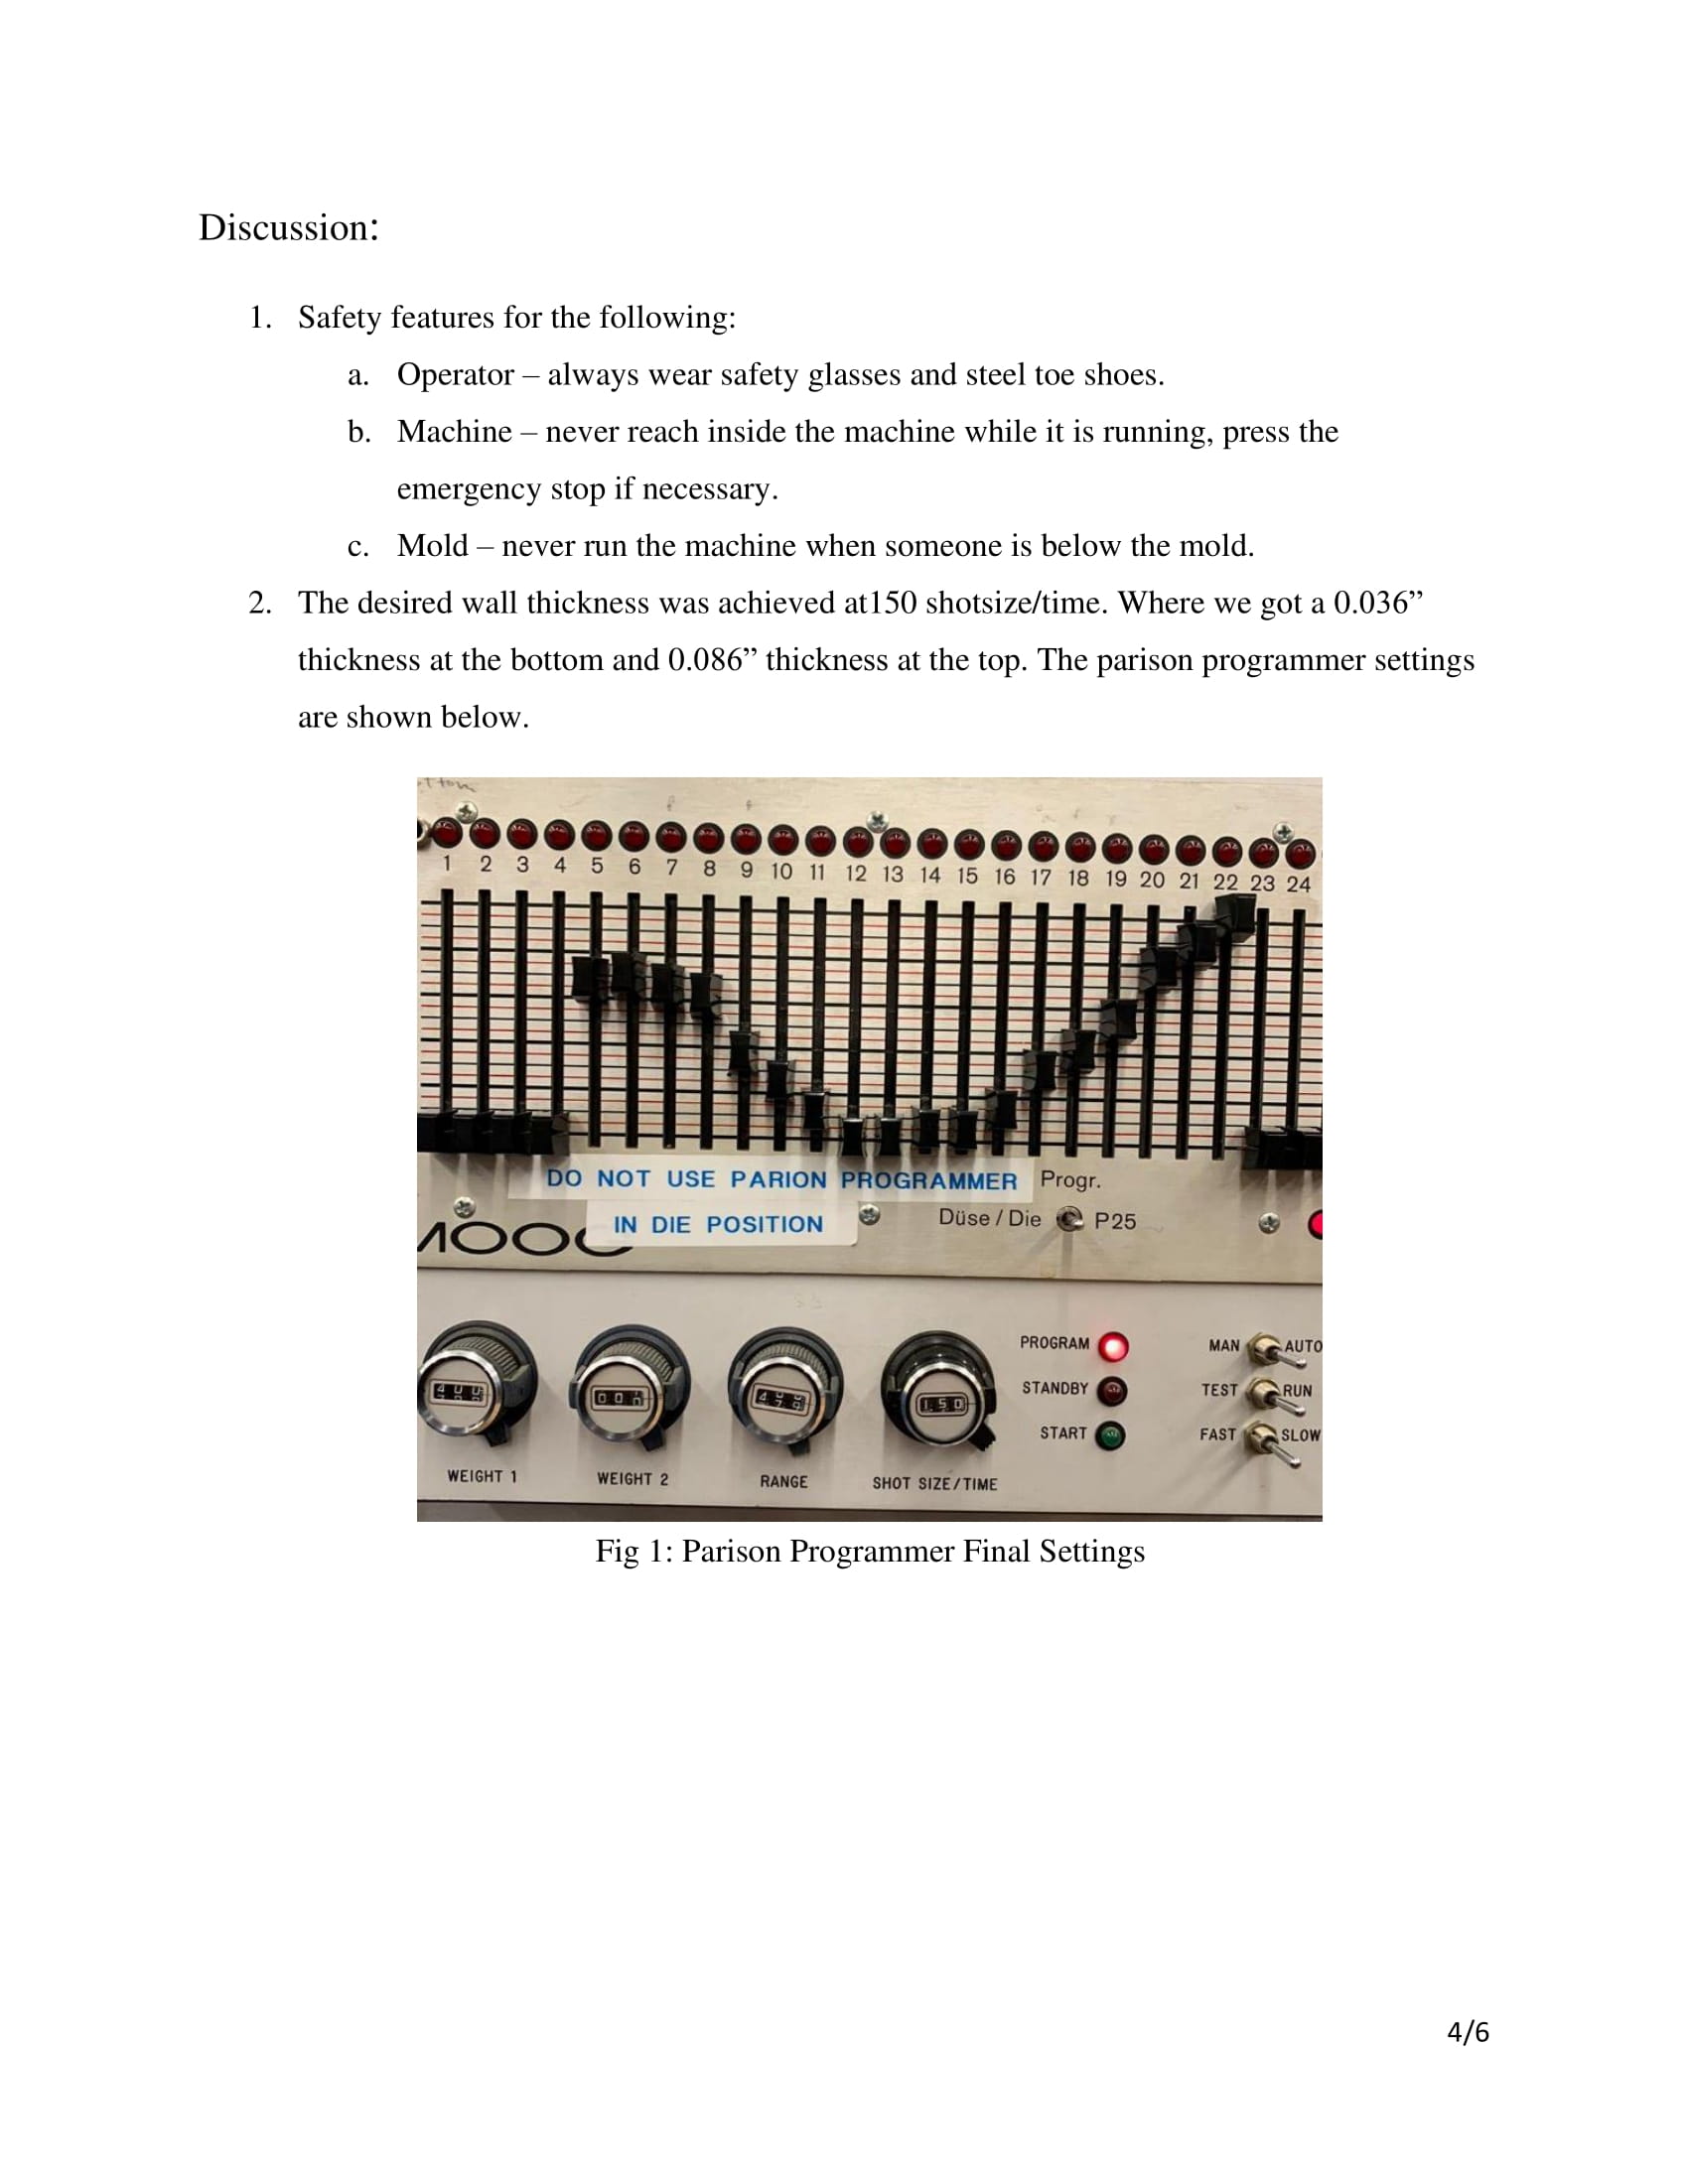 Discussion:
1. Safety features for the following:
a. Operator – always wear safety glasses and steel toe shoes.
b. Machine – never reach inside the machine while it is running, press the
emergency stop if necessary.
c. Mold – never run the machine when someone is below the mold.
2. The desired wall thickness was achieved at150 shotsize/time. Where we got a 0.036”
thickness at the bottom and 0.086” thickness at the top. The parison programmer settings
are shown below.
1 2 3 4 5 6 7 8 9 10 11 12 13 14 15 16 17 18 19 20 21 22 23 24
DO NOT USE PARION PROGRAMMER Progr.
IN DIE POSITION Düse / Die P25
PROGRAM MAN AUTO
STANDBY TEST RUN
START FAST SLOW
150
WEIGHT 1 WEIGHT 2 RANGE SHOT SIZE/TIME
Fig 1: Parison Programmer Final Settings
4/6